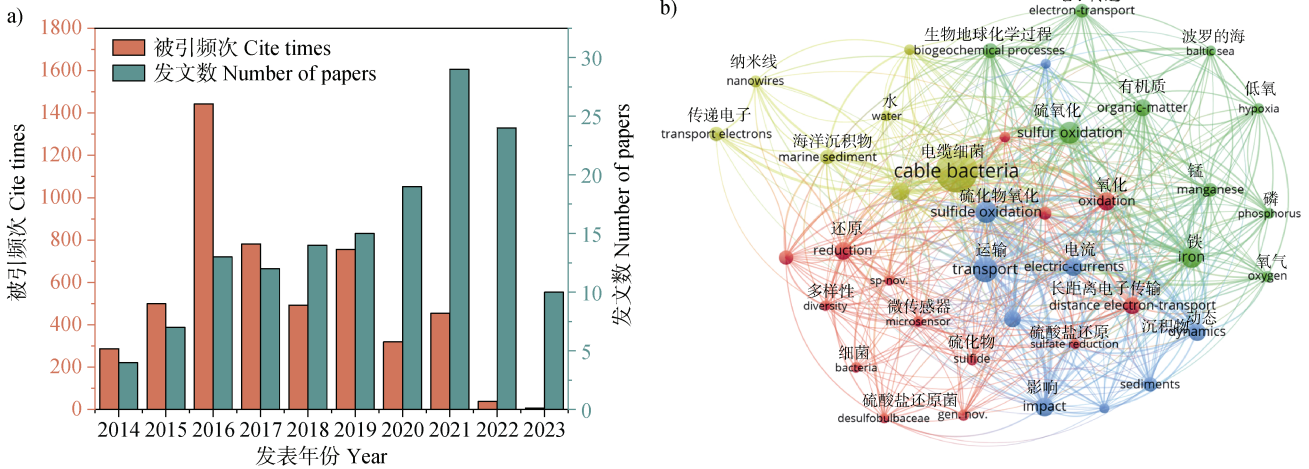 a)
被引频次 Cite times
发文数 Number of papers
1800
1600
1400
1200
1000
800
600
400
200
0
被引频次 Cite times
30
25
20
15
10
5
0
发文数 Number of papers
2014 2015 2016 2017 2018 2019 2020 2021 2022 2023
发表年份 Year
b)
electron-transport
生物地球化学过程
biogeochemical processes
波罗的海
baltic sea
纳米线
nanowires
有机质
organic-matter
低氧
hypoxia
水
water
传递电子
transport electrons
硫氧化
sulfur oxidation
海洋沉积物
marine sediment
电缆细菌
cable bacteria
锰
manganese
氧化
oxidation
磷
phosphorus
硫化物氧化
sulfide oxidation
还原
reduction
运输
transport
电流
electric-currents
铁
iron
氧气
oxygen
sp-nov.
多样性
diversity
长距离电子传输
distance electron-transport
微传感器
microsensor
沉积物
动态
dynamics
硫酸盐还原
sulfate reduction
硫化物
sulfide
细菌
bacteria
sediments
影响
impact
硫酸盐还原菌
desulfobulbaceae
gen. nov.